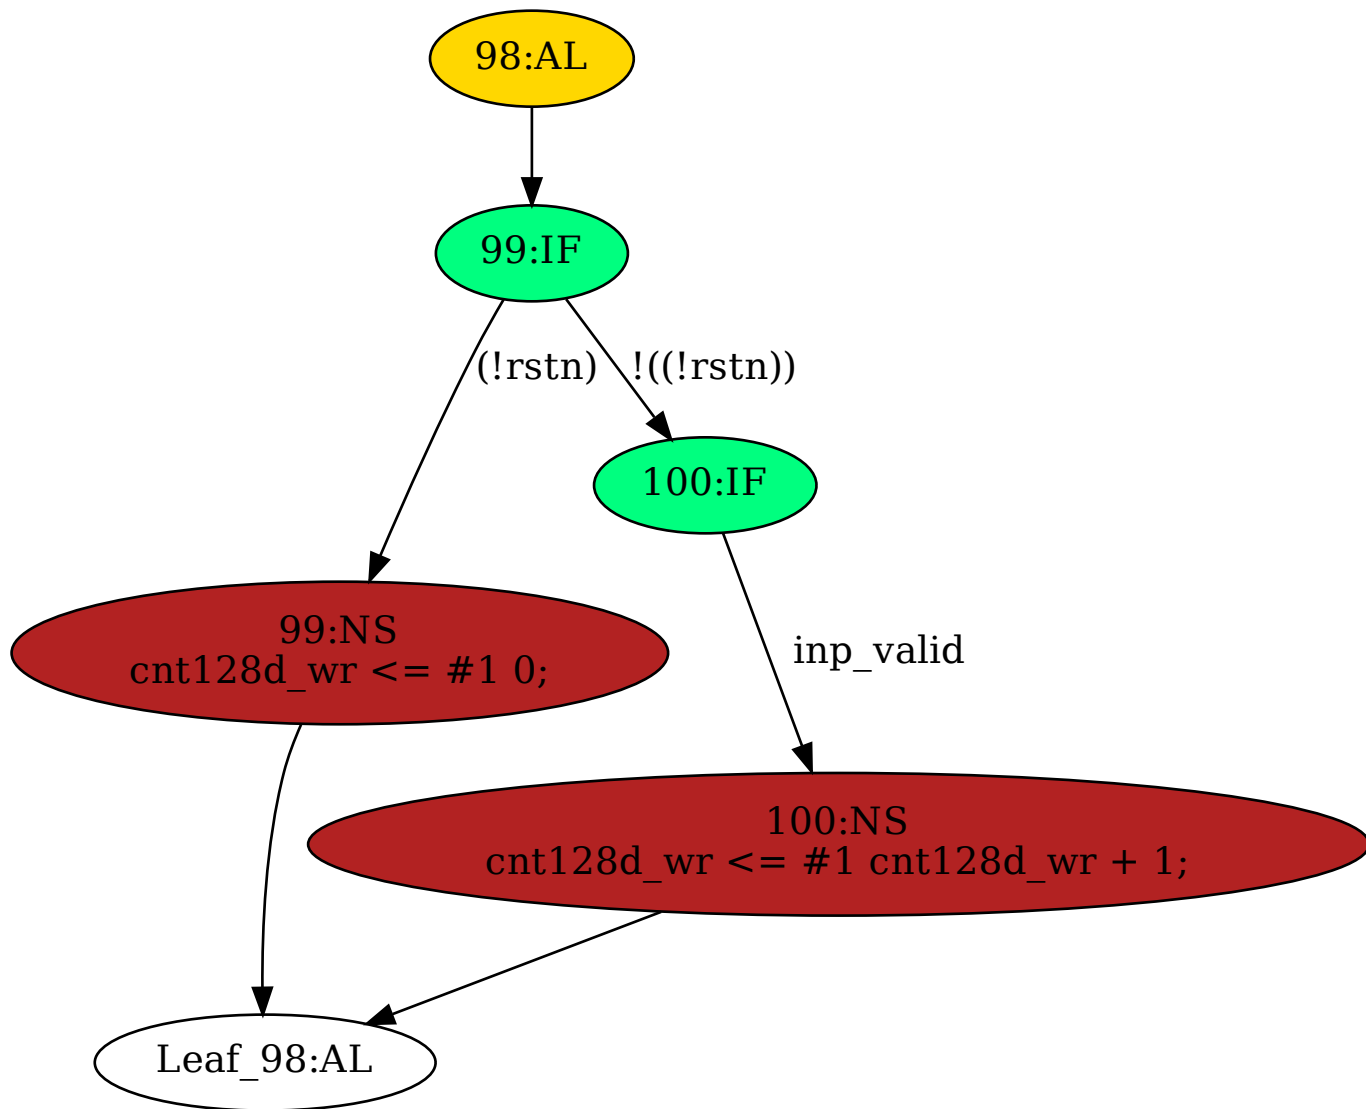 98:AL
99:IF
(!rstn)
!((!rstn))
100:IF
99:NS
cnt128d_wr <= #1 0;
inp_valid
100:NS
cnt128d_wr <= #1 cnt128d_wr + 1;
Leaf_98:AL